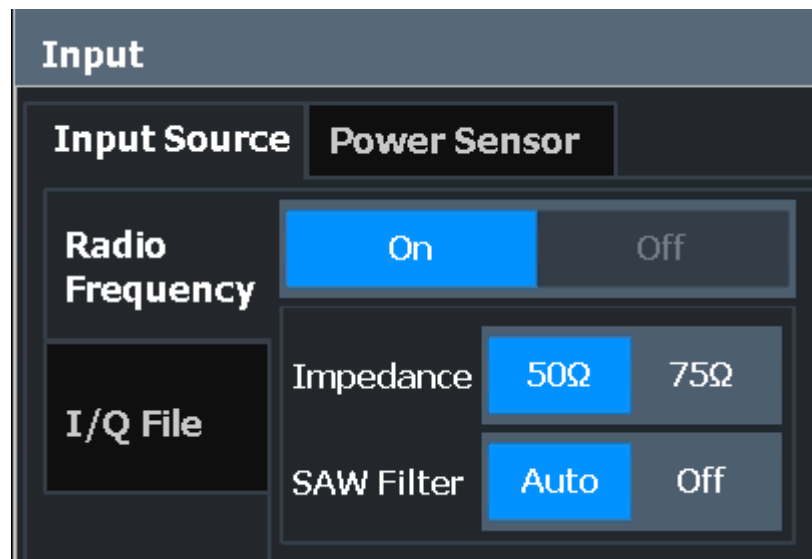 Input
Input Source Power Sensor
Radio
Frequency
On Off
Impedance 50Ω 75Ω
I/Q File
SAW Filter Auto Off